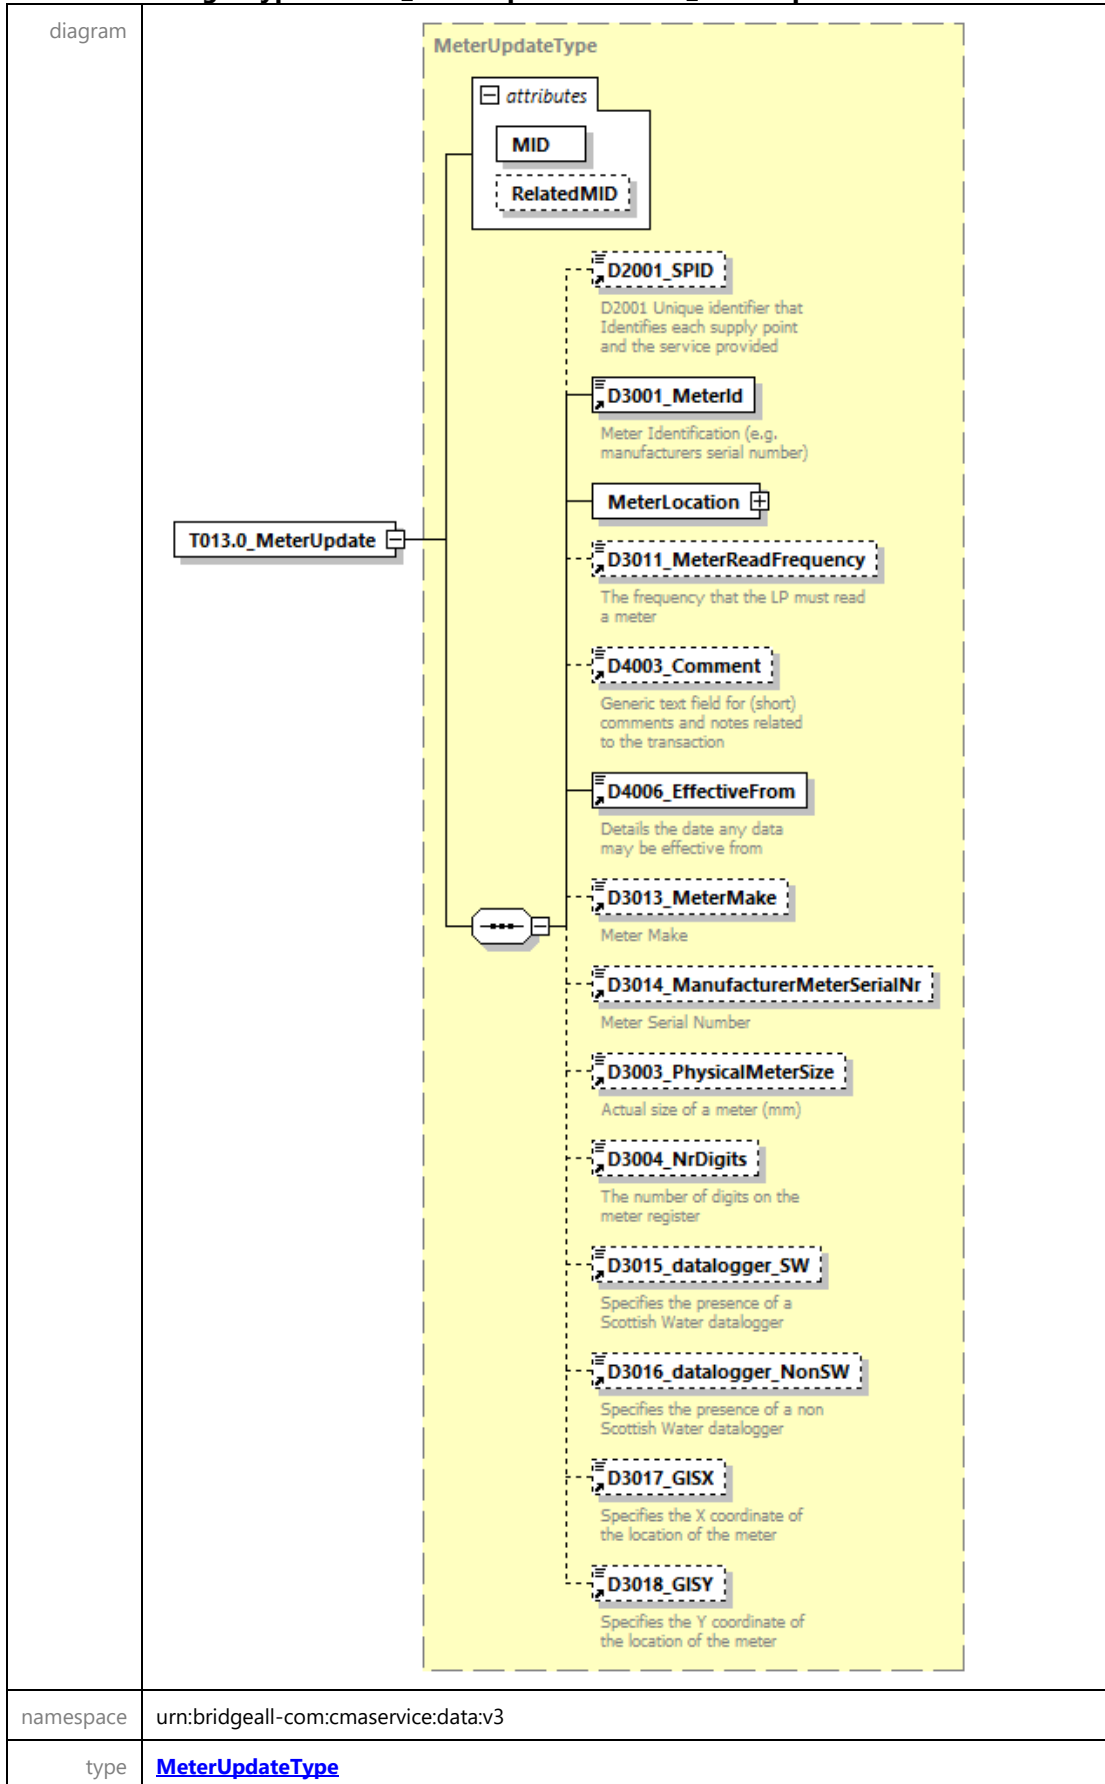 diagram
MeterUpdateType
attributes
MID
RelatedMID
D2001_SPID
D2001 Unique identifier that
Identifies each supply point
and the service provided
D3001_MeterId
Meter Identification (e.g.
manufacturers serial number)
MeterLocation
T013.0_MeterUpdate
D3011_MeterReadFrequency
The frequency that the LP must read
a meter
D4003_Comment
Generic text field for (short)
comments and notes related
to the transaction
D4006_EffectiveFrom
Details the date any data
may be effective from
D3013_MeterMake
Meter Make
D3014_ManufacturerMeterSerialNr
Meter Serial Number
D3003_PhysicalMeterSize
Actual size of a meter (mm)
D3004_NrDigits
The number of digits on the
meter register
D3015_datalogger_SW
Specifies the presence of a
Scottish Water datalogger
D3016_datalogger_NonSW
Specifies the presence of a non
Scottish Water datalogger
D3017_GISX
Specifies the X coordinate of
the location of the meter
D3018_GISY
Specifies the Y coordinate of
the location of the meter
namespace urn:bridgeall-com:cmaservice:data:v3
type MeterUpdateType